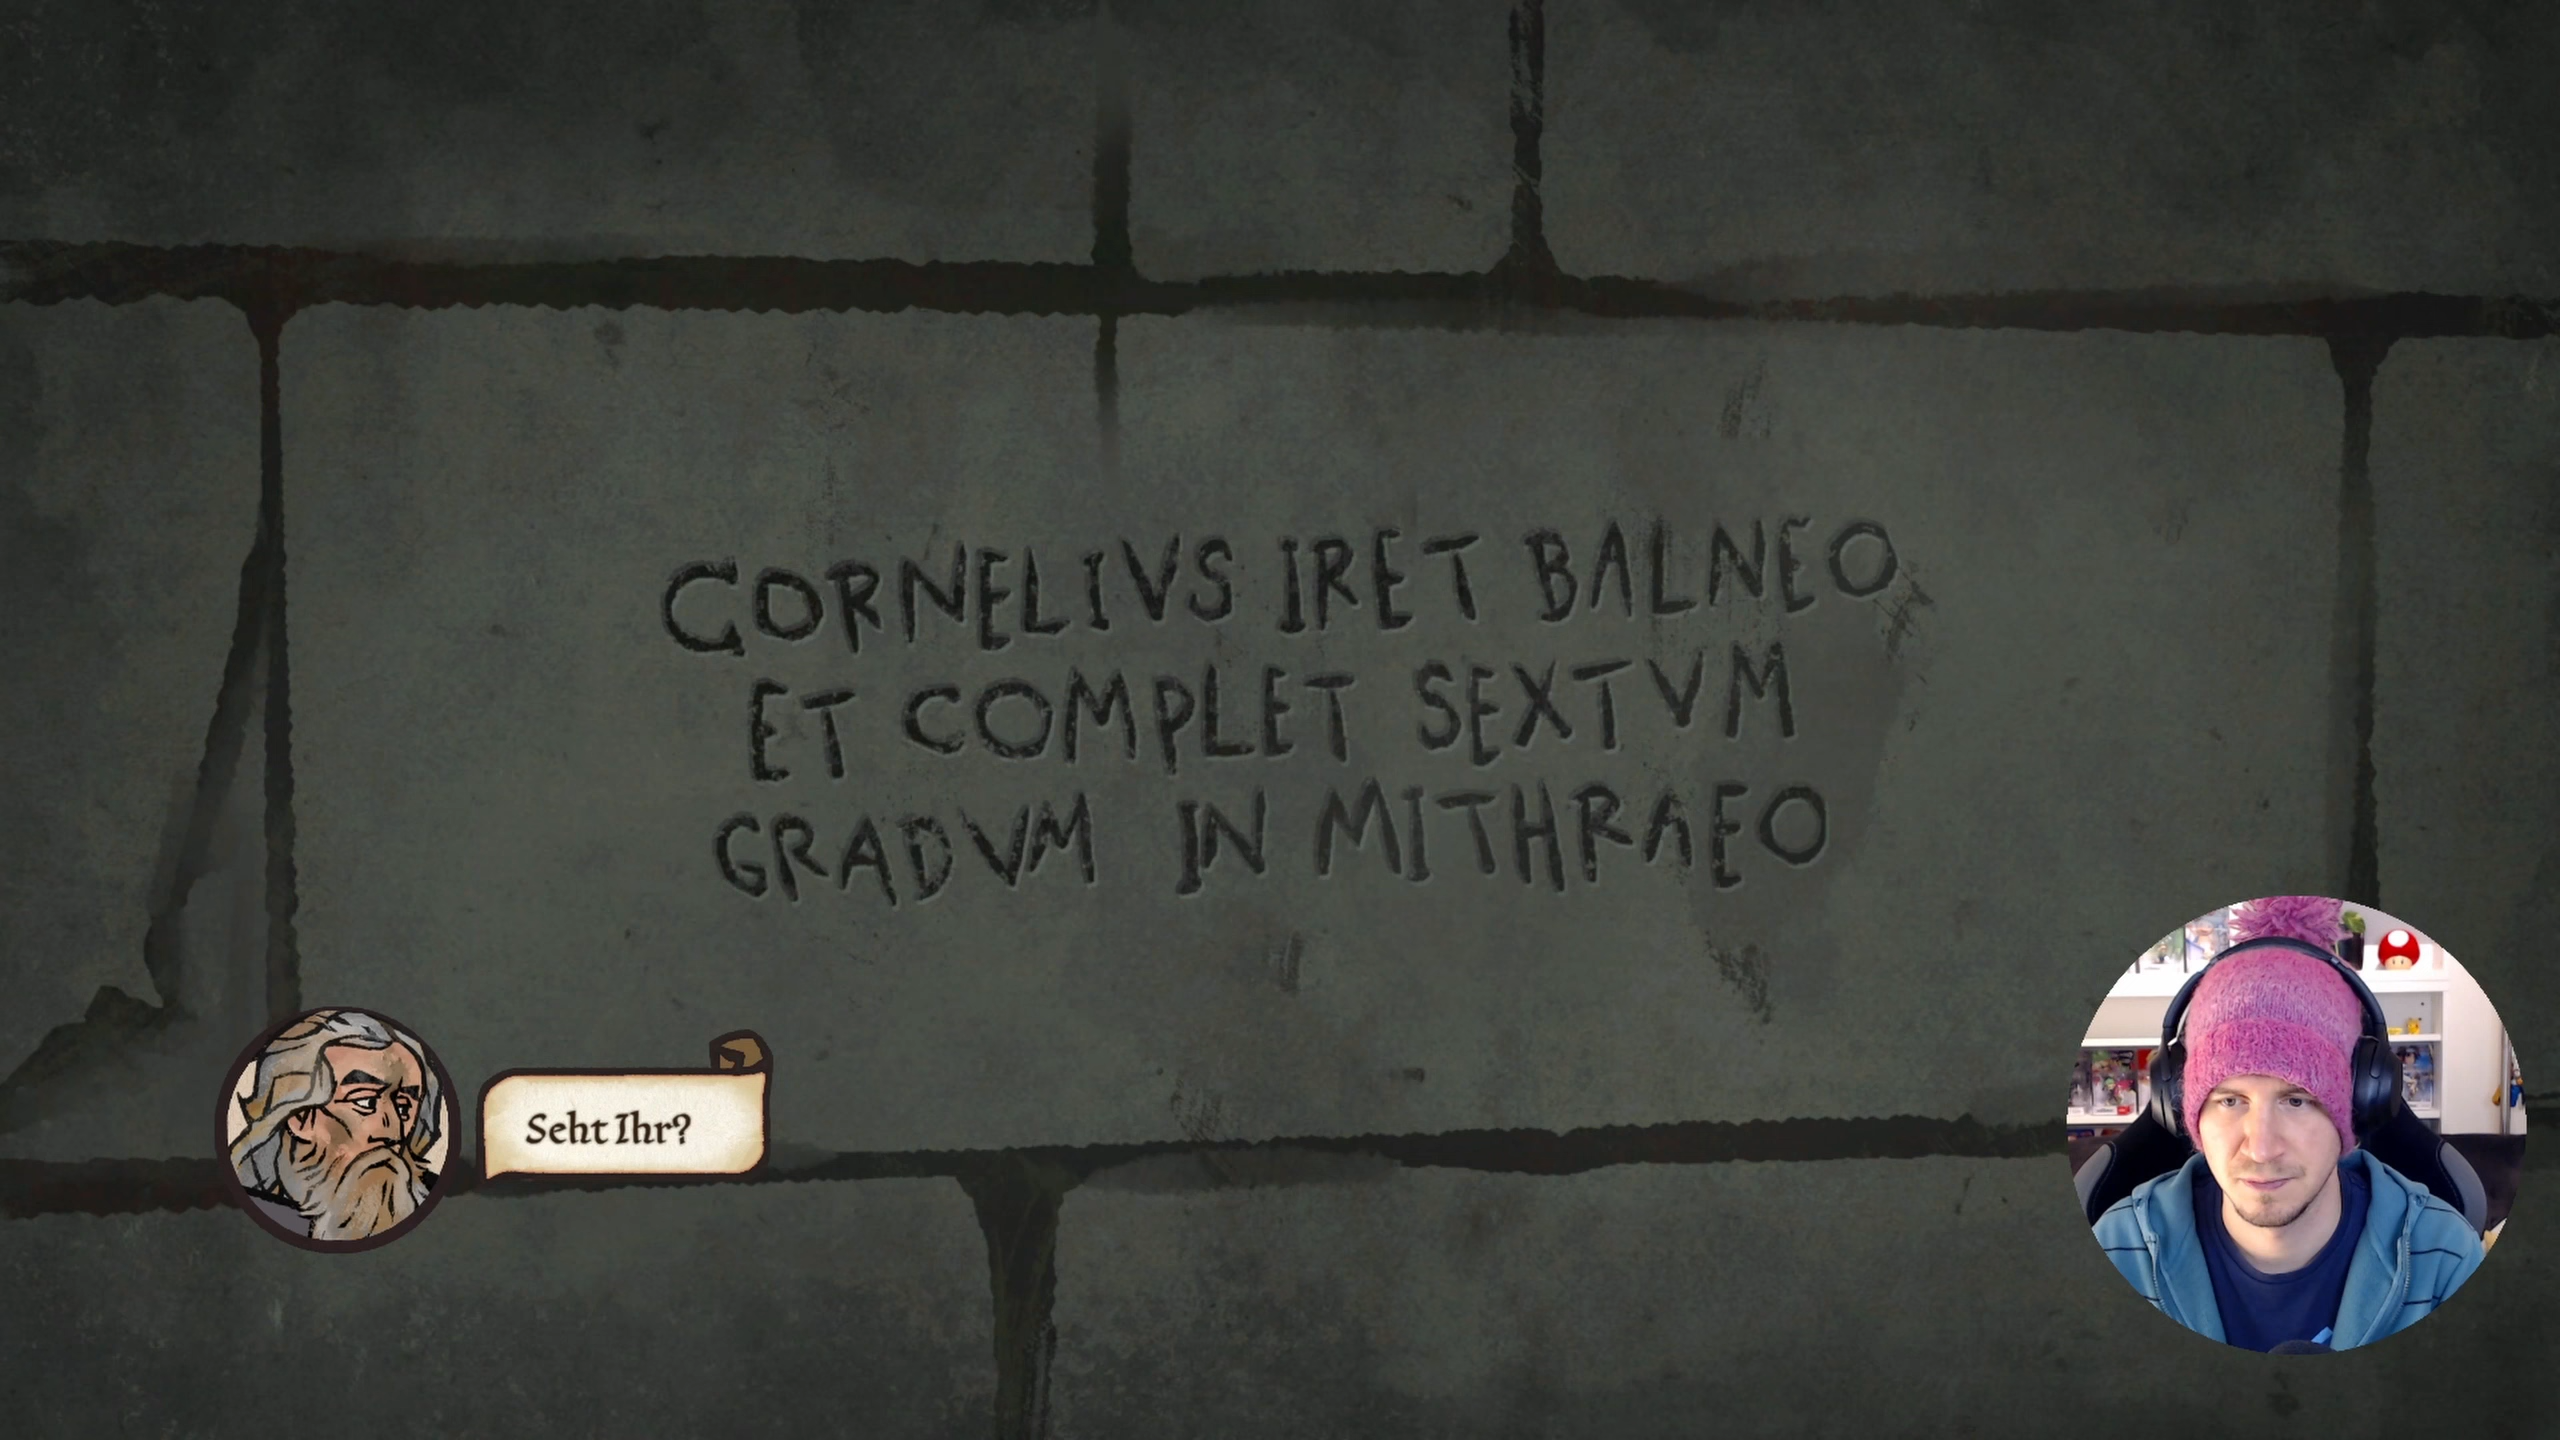 CORNELIVS IRET BALNEO
ET COMPLET SEXTVM
GRADVM IN MITHRAEO
Seht Ihr?